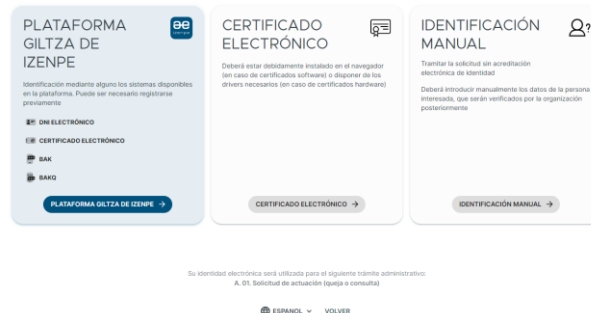 PLATAFORMA
GILTZA DE
IZENPE
Identificación mediante alguno los sistemas disponibles
en la plataforma. Puede ser necesario registrarse
previamente
DNI ELECTRÓNICO
CERTIFICADO ELECTRÓNICO
BAK
BAKQ
PLATAFORMA GILTZA DE IZENPE →
CERTIFICADO
ELECTRÓNICO
Deberá estar debidamente instalado en el navegador
(en caso de certificados software) o disponer de los
drivers necesarios (en caso de certificados hardware)
CERTIFICADO ELECTRÓNICO →
IDENTIFICACIÓN
MANUAL
Tramitar la solicitud sin acreditación
electrónica de identidad
Deberá introducir manualmente los datos de la persona
interesada, que serán verificados por la organización
posteriormente
IDENTIFICACIÓN MANUAL →
Su identidad electrónica será utilizada para el siguiente trámite administrativo:
A. 01. Solicitud de actuación (queja o consulta)
ESPAÑOL VOLVER